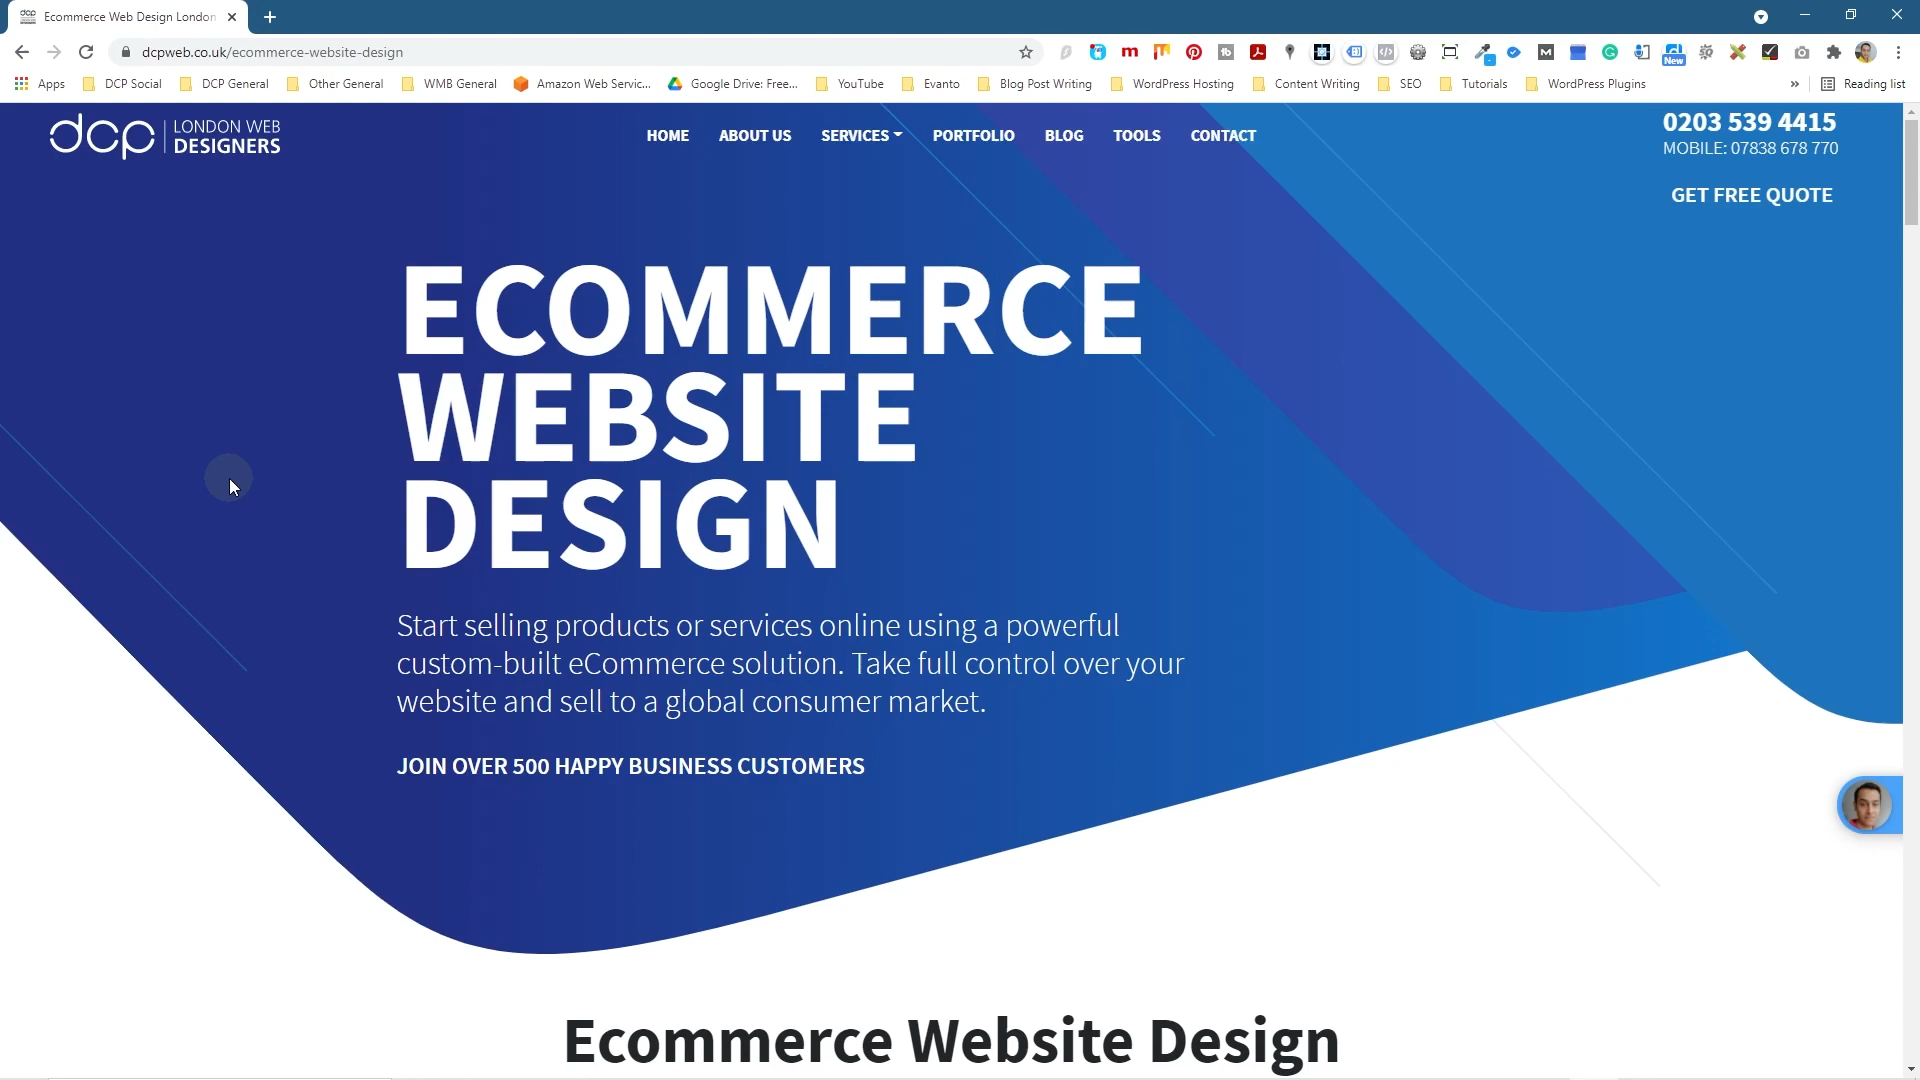 Ecommerce Web Design London
dcpweb.co.uk/ecommerce-website-design
New
Apps
DCP Social
DCP General
Other General
WMB General
Amazon Web Servic...
Google Drive: Free...
YouTube
Evanto
Blog Post Writing
WordPress Hosting
Content Writing
SEO
Tutorials
WordPress Plugins
»
Reading list
dcp
LONDON WEB
DESIGNERS
HOME
ABOUT US
SERVICES
PORTFOLIO
BLOG
TOOLS
CONTACT
0203 539 4415
MOBILE: 07838 678 770
GET FREE QUOTE
ECOMMERCE
WEBSITE
DESIGN
Start selling products or services online using a powerful
custom-built eCommerce solution. Take full control over your
website and sell to a global consumer market.
JOIN OVER 500 HAPPY BUSINESS CUSTOMERS
Ecommerce Website Design